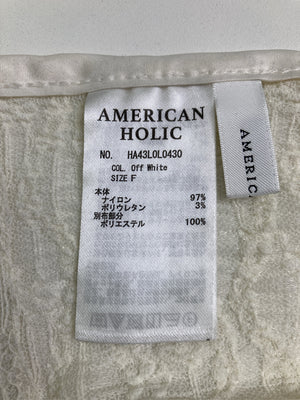 AMERICAN
HOLIC
NO. HA43L0L0430
COL. Off White
SIZE F
本体
ナイロン 97%
ポリウレタン 3%
別布部分
ポリエステル 100%
AMERICA